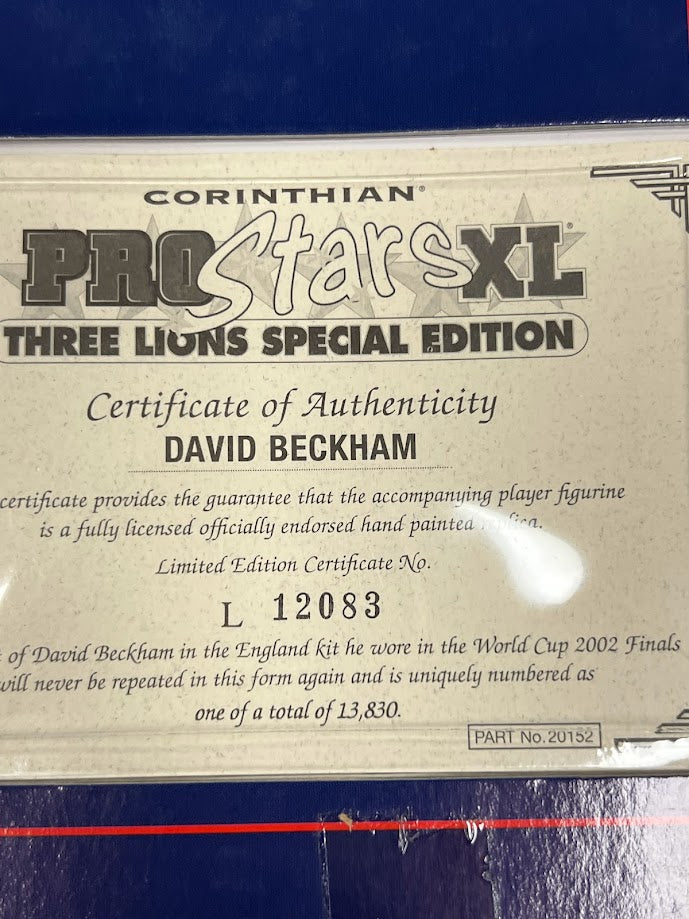 CORINTHIAN®
PRO Stars XL®
THREE LIONS SPECIAL EDITION
Certificate of Authenticity
DAVID BECKHAM
certificate provides the guarantee that the accompanying player figurine
is a fully licensed officially endorsed hand painted replica.
Limited Edition Certificate No.
L 12083
of David Beckham in the England kit he wore in the World Cup 2002 Finals
will never be repeated in this form again and is uniquely numbered as
one of a total of 13,830.
PART No.20152